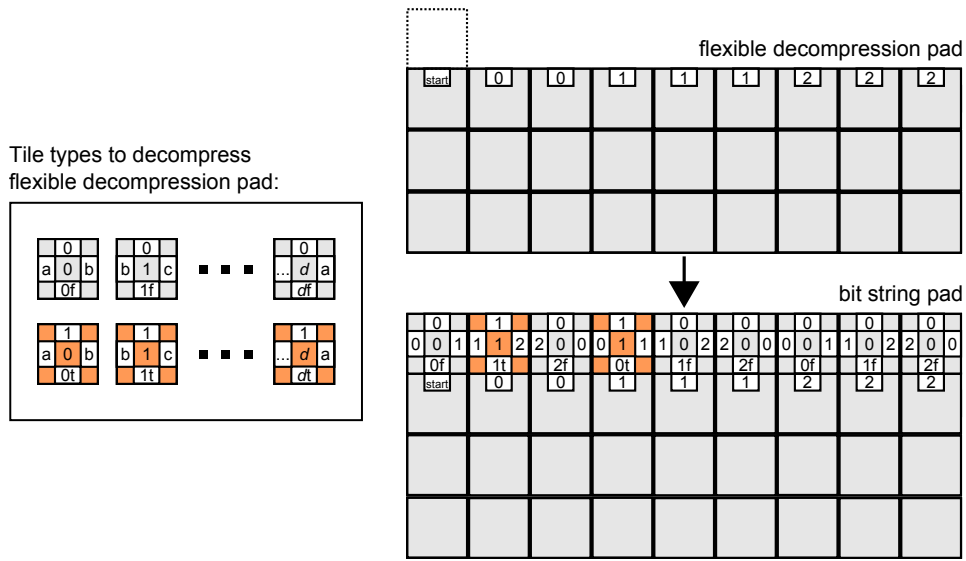 flexible decompression pad
start 0 0 1 1 1 2 2 2
Tile types to decompress
flexible decompression pad:
0 0 0
a 0 b b 1 c ... d a
0f 1f df
1 1 1
a 0 b b 1 c ... d a
0t 1t dt
bit string pad
0 1 0 1 0 0 0 0 0
0 0 1 1 1 2 2 0 0 0 1 1 1 0 2 2 0 0 0 0 1 1 0 2 2 0 0
0f 1t 2f 0t 1f 2f 0f 1f 2f
start 0 0 1 1 1 2 2 2